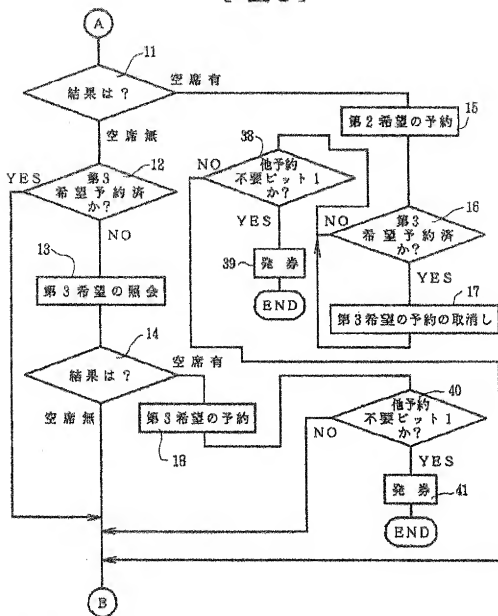 A
11
結果は？
空席有
空席無
15
第2希望の予約
12
YES
第3
希望予約済
か？
NO
38
NO
他予約
不要ビット1
か？
YES
16
NO
第3
希望予約済
か？
YES
13
第3希望の照会
39
発券
END
17
第3希望の予約の取消し
14
結果は？
空席有
空席無
第3希望の予約
18
40
他予約
不要ビット1
か？
NO
YES
発券
41
END
B